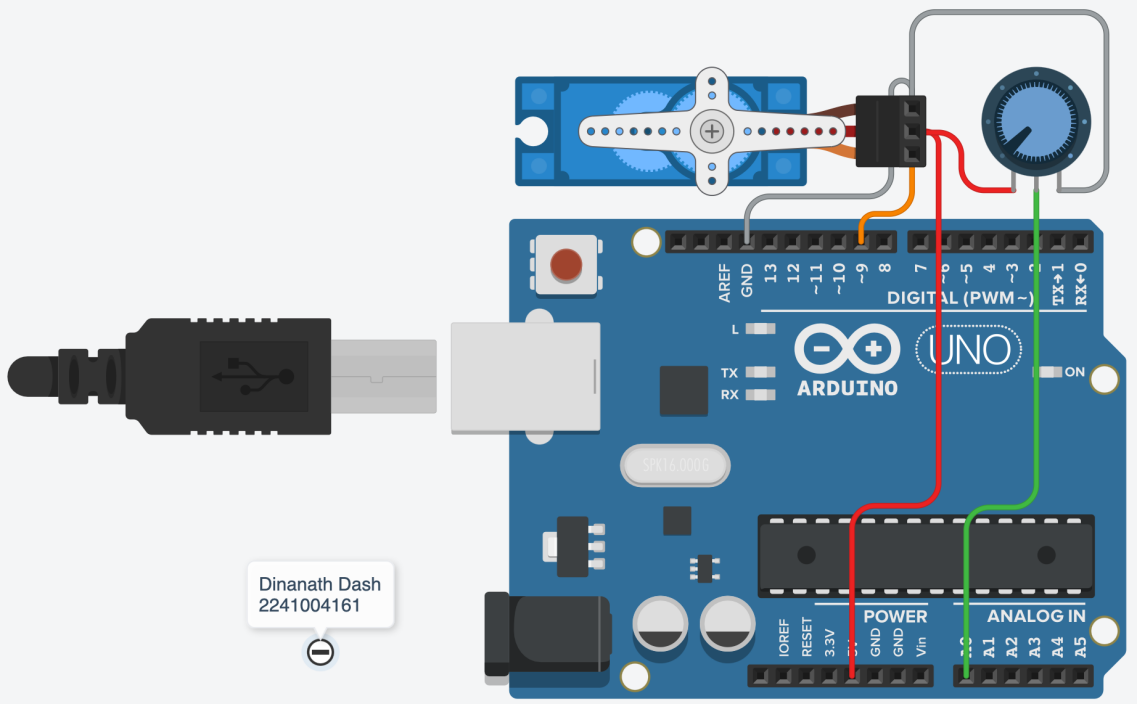 AREF
GND
13
12
~11
~10
~9
8
7
~6
~5
4
~3
2
TX→1
RX←0
DIGITAL (PWM~)
L
TX
RX
ARDUINO
UNO
ON
SPK16.000G
Dinanath Dash
2241004161
POWER
ANALOG IN
IOREF
RESET
3.3V
5V
GND
GND
Vin
A0
A1
A2
A3
A4
A5